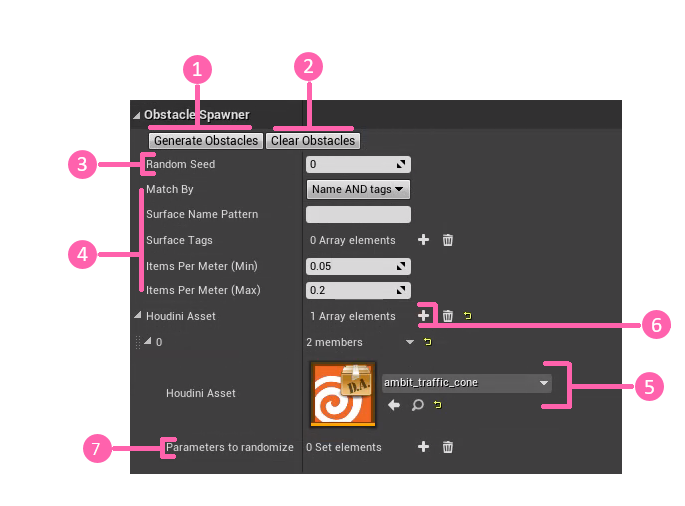 1
2
Obstacle Spawner
Generate Obstacles Clear Obstacles
3 Random Seed 0
Match By Name AND tags
Surface Name Pattern
4 Surface Tags 0 Array elements
Items Per Meter (Min) 0.05
Items Per Meter (Max) 0.2
Houdini Asset 1 Array elements 6
0 2 members
D.A.
ambit_traffic_cone 5
Houdini Asset
7 Parameters to randomize 0 Set elements